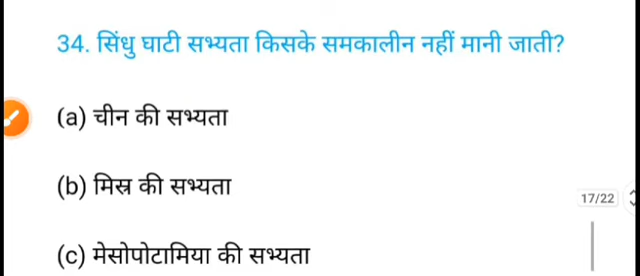 34. सिंधु घाटी सभ्यता किसके समकालीन नहीं मानी जाती?
(a) चीन की सभ्यता
(b) मिस्र की सभ्यता
17/22
(c) मेसोपोटामिया की सभ्यता